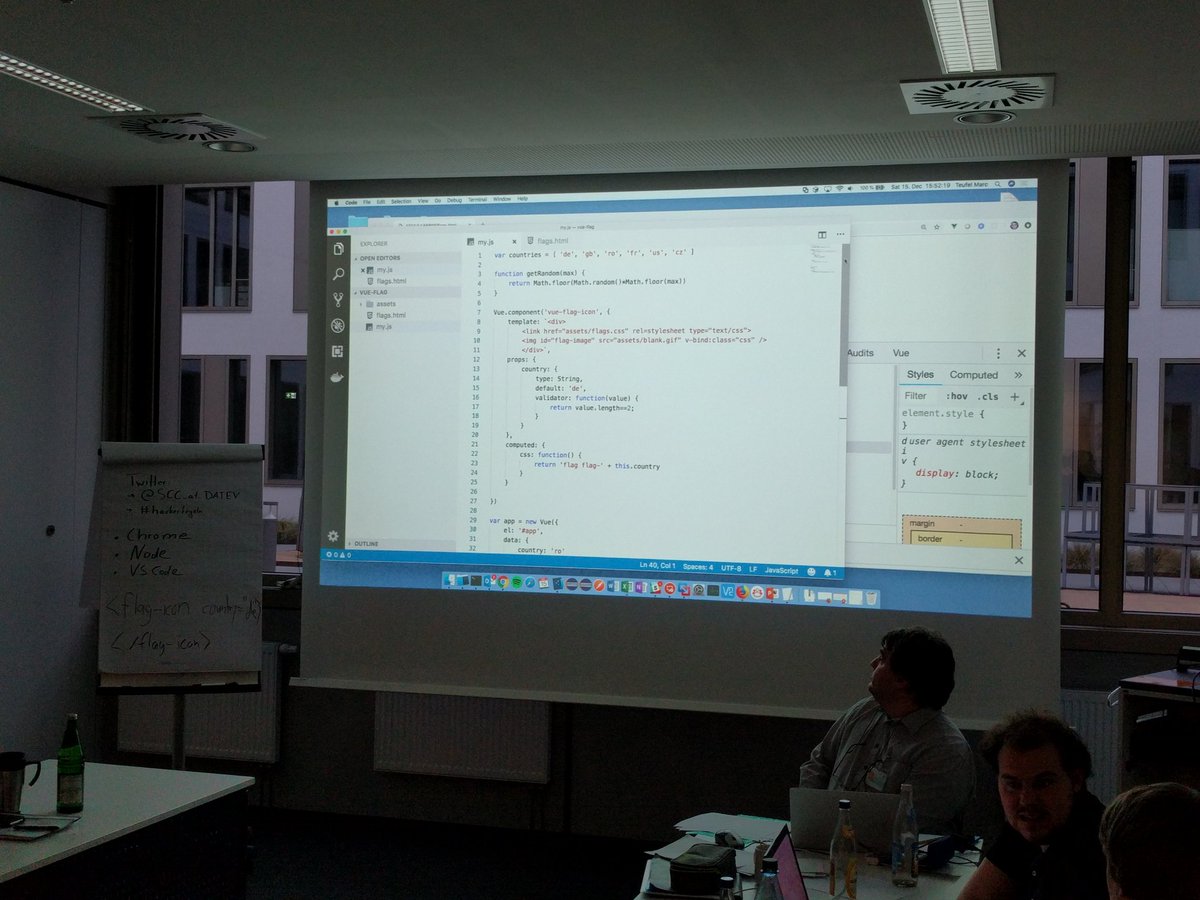 Code File Edit Selection View Go Debug Terminal Window Help
100 % Sat 15. Dec 15:52:19 Teufel Marc
my.js — vue-flag
EXPLORER
OPEN EDITORS
my.js
flags.html
VUE-FLAG
assets
flags.html
my.js
OUTLINE
my.js
flags.html
1 var countries = [ 'de', 'gb', 'ro', 'fr', 'us', 'cz' ]
2
3 function getRandom(max) {
4 return Math.floor(Math.random()*Math.floor(max))
5 }
6
7 Vue.component('vue-flag-icon', {
8 template: `<div>
9 <link href="assets/flags.css" rel=stylesheet type="text/css">
10 <img id="flag-image" src="assets/blank.gif" v-bind:class="css" />
11 </div>`,
12 props: {
13 country: {
14 type: String,
15 default: 'de',
16 validator: function(value) {
17 return value.length==2;
18 }
19 }
20 },
21 computed: {
22 css: function() {
23 return 'flag flag-' + this.country
24 }
25 }
26
27 })
28
29 var app = new Vue({
30 el: '#app',
31 data: {
32 country: 'ro'
0 0
Ln 40, Col 1 Spaces: 4 UTF-8 LF JavaScript 1
Audits Vue
Styles Computed »
Filter :hov .cls +
element.style {
}
d user agent stylesheet
i
v {
display: block;
}
margin -
border -
Twitter
→ @SCC_at_DATEV
→
• Chrome
• Node
• VS Code
<flag-icon country="de">
</flag-icon>